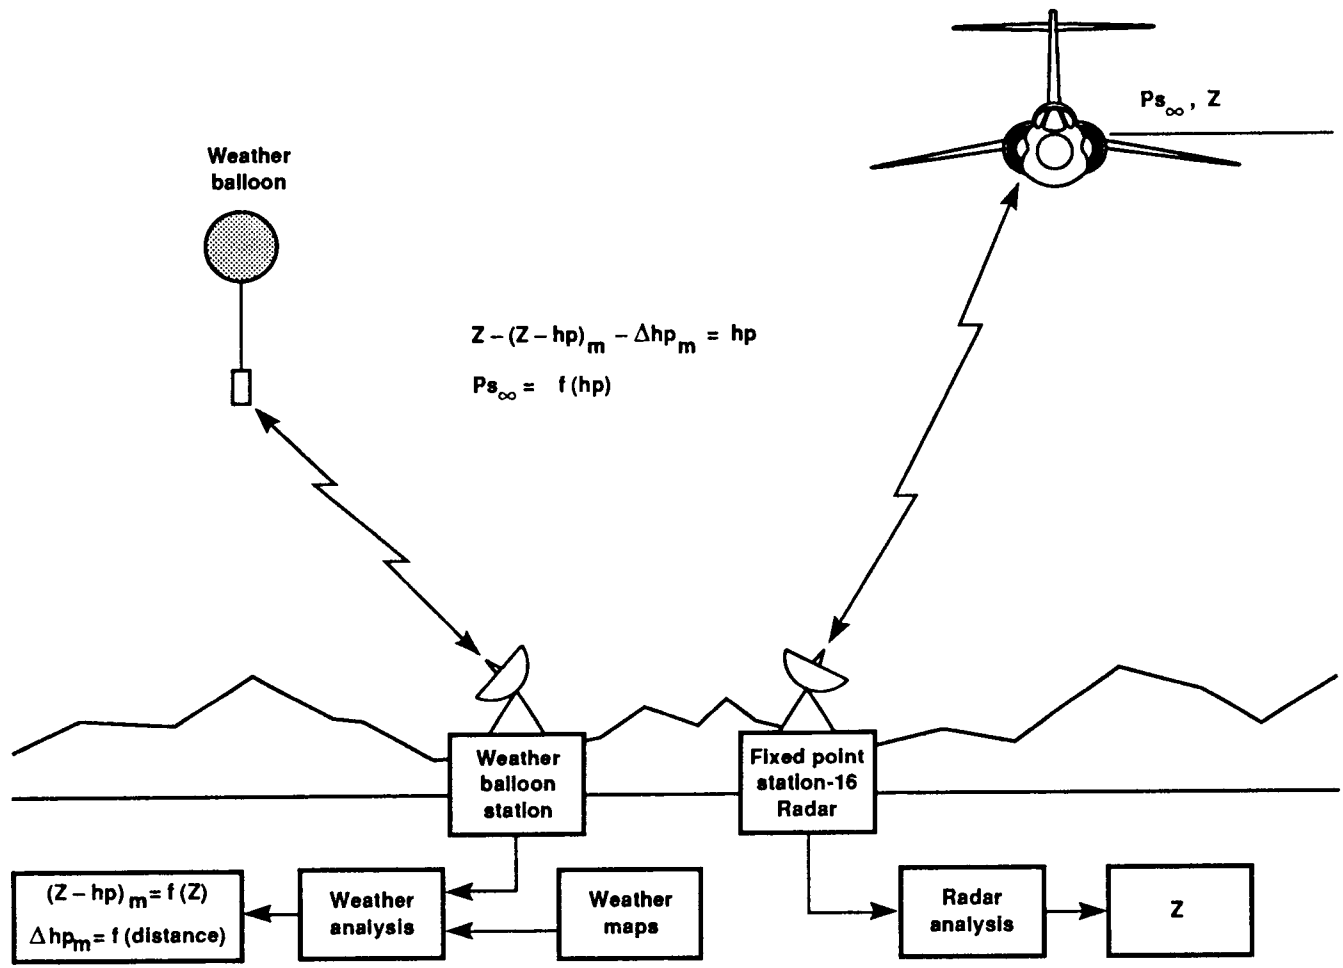 Ps∞ , Z
Weather
balloon
Z – (Z – hp)m – Δhpm = hp
Ps∞ = f (hp)
Weather
balloon
station
Fixed point
station-16
Radar
(Z – hp)m = f (Z)
Δhpm = f (distance)
Weather
analysis
Weather
maps
Radar
analysis
Z